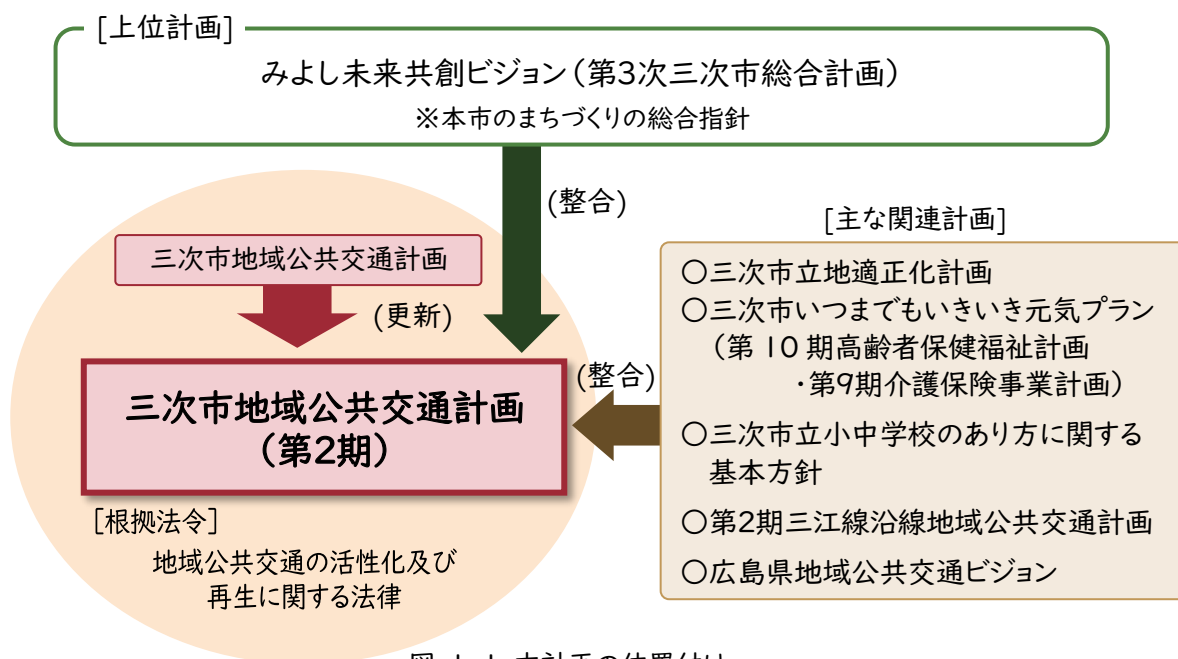 [上位計画]
みよし未来共創ビジョン（第3次三次市総合計画）
※本市のまちづくりの総合指針
(整合)
三次市地域公共交通計画
(更新)
三次市地域公共交通計画
（第2期）
[根拠法令]
地域公共交通の活性化及び
再生に関する法律
(整合)
[主な関連計画]
○三次市立地適正化計画
○三次市いつまでもいきいき元気プラン
（第10期高齢者保健福祉計画
・第9期介護保険事業計画）
○三次市立小中学校のあり方に関する
基本方針
○第2期三江線沿線地域公共交通計画
○広島県地域公共交通ビジョン